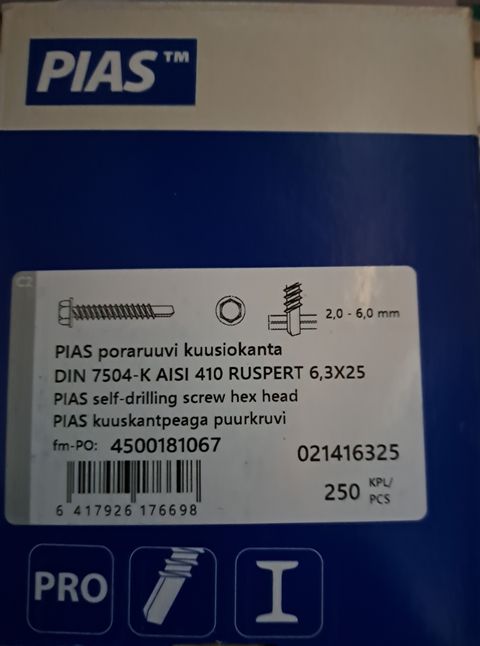 PIAS™
C2
2,0 - 6,0 mm
PIAS poraruuvi kuusiokanta
DIN 7504-K AISI 410 RUSPERT 6,3X25
PIAS self-drilling screw hex head
PIAS kuuskantpeaga puurkruvi
fm-PO: 4500181067
021416325
250 KPL/
PCS
6 417926 176698
PRO